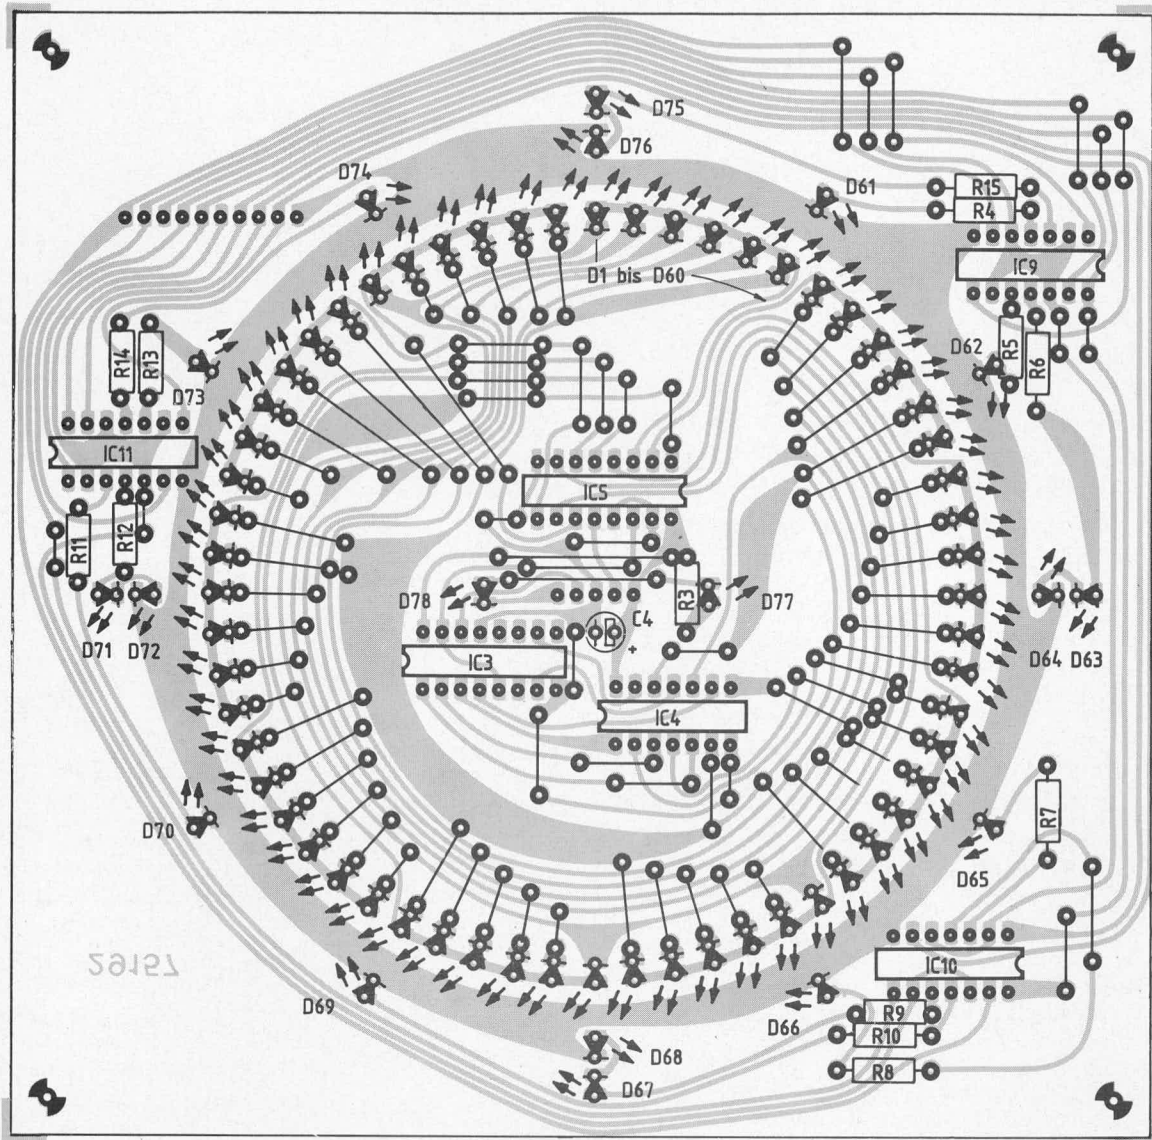 D75
D76
D74
D61
R15
R4
IC9
D1 bis D60
R14
R13
D73
D62
R5
R6
IC11
IC5
R11
R12
D78
R3
D77
C4
+
D71 D72
IC3
D64 D63
IC4
D70
R7
D65
29157
IC10
D69
D66
R9
R10
D68
R8
D67